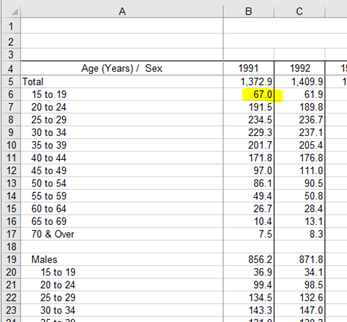 A B C
1
2
3
4 Age (Years) / Sex 1991 1992
5 Total 1,372.9 1,409.9
6 15 to 19 67.0 61.9
7 20 to 24 191.5 189.8
8 25 to 29 234.5 236.7
9 30 to 34 229.3 237.1
10 35 to 39 201.7 205.4
11 40 to 44 171.8 176.8
12 45 to 49 97.0 111.0
13 50 to 54 86.1 90.5
14 55 to 59 49.4 50.8
15 60 to 64 26.7 28.4
16 65 to 69 10.4 13.1
17 70 & Over 7.5 8.3
18
19 Males 856.2 871.8
20 15 to 19 36.9 34.1
21 20 to 24 99.4 98.5
22 25 to 29 134.5 132.6
23 30 to 34 143.3 147.0